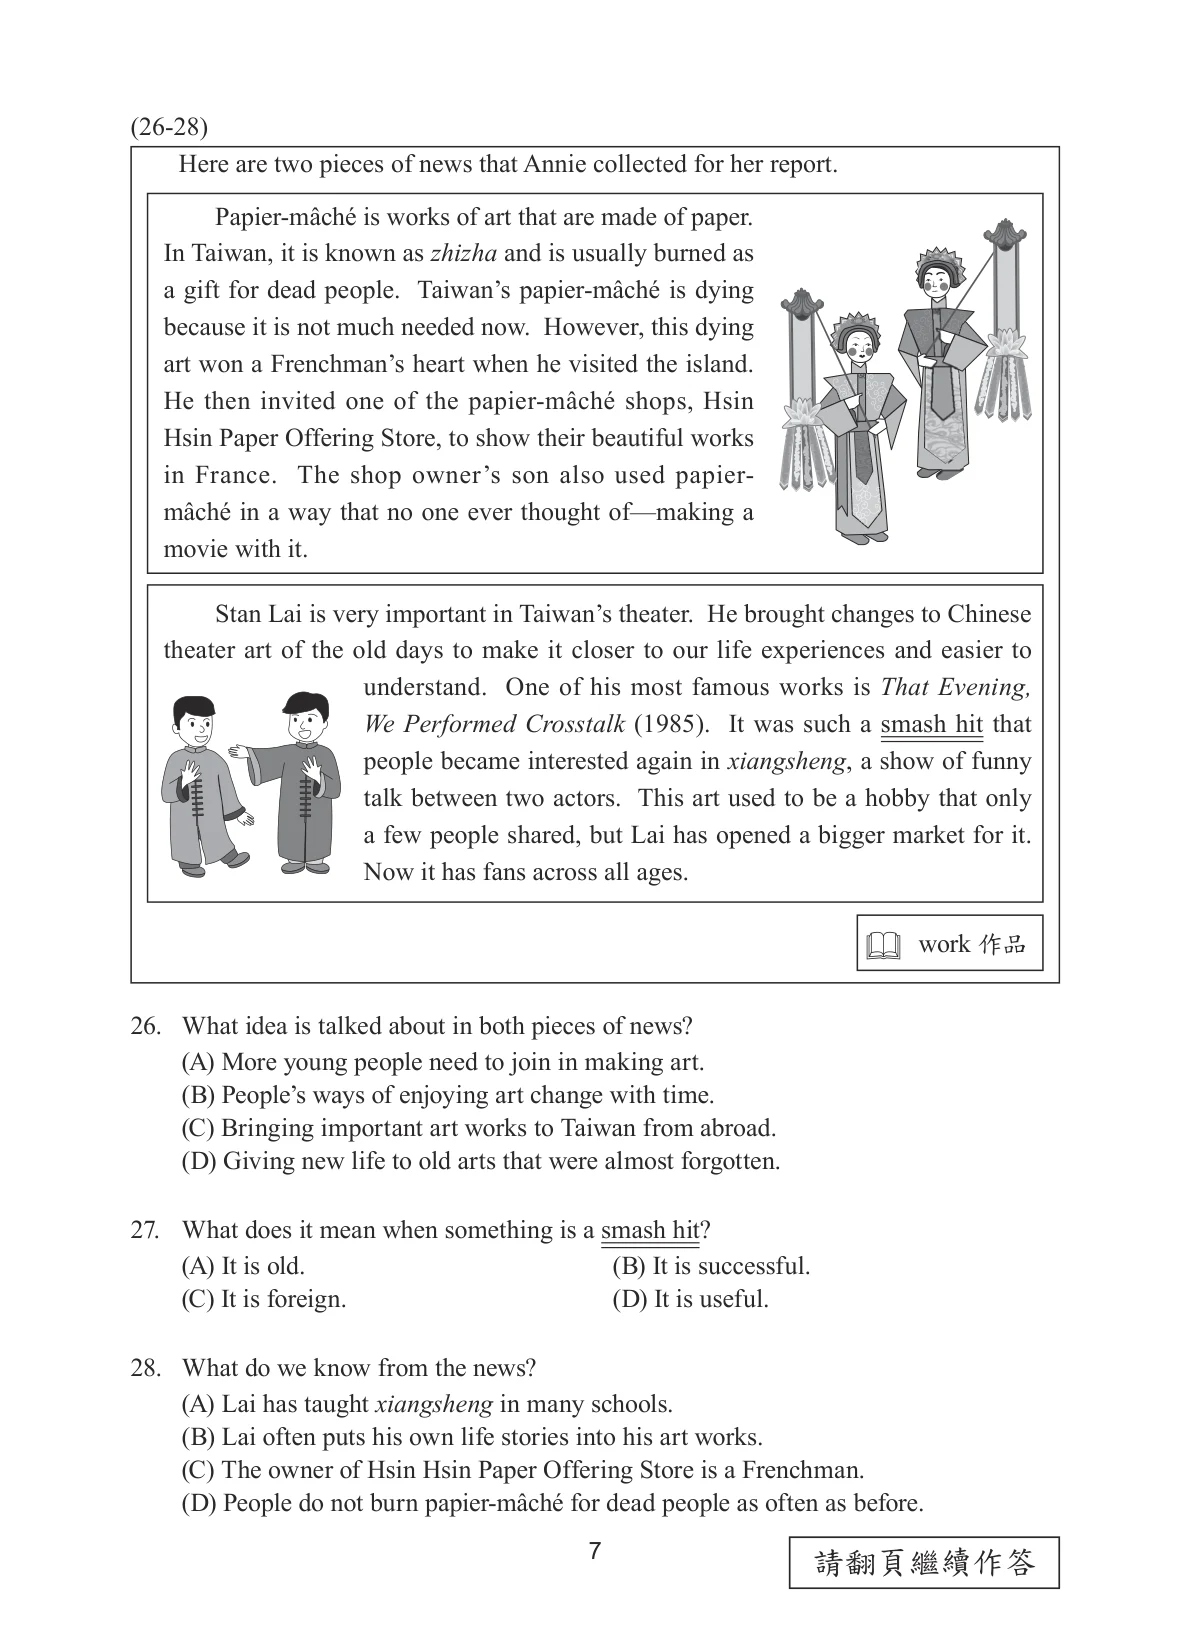 (26-28)
Here are two pieces of news that Annie collected for her report.
Papier-mâché is works of art that are made of paper.
In Taiwan, it is known as zhizha and is usually burned as
a gift for dead people. Taiwan's papier-mâché is dying
because it is not much needed now. However, this dying
art won a Frenchman's heart when he visited the island.
He then invited one of the papier-mâché shops, Hsin
Hsin Paper Offering Store, to show their beautiful works
in France. The shop owner's son also used papier-
mâché in a way that no one ever thought of—making a
movie with it.
Stan Lai is very important in Taiwan's theater. He brought changes to Chinese
theater art of the old days to make it closer to our life experiences and easier to
understand. One of his most famous works is That Evening,
We Performed Crosstalk (1985). It was such a smash hit that
people became interested again in xiangsheng, a show of funny
talk between two actors. This art used to be a hobby that only
a few people shared, but Lai has opened a bigger market for it.
Now it has fans across all ages.
work 作品
26. What idea is talked about in both pieces of news?
(A) More young people need to join in making art.
(B) People's ways of enjoying art change with time.
(C) Bringing important art works to Taiwan from abroad.
(D) Giving new life to old arts that were almost forgotten.
27. What does it mean when something is a smash hit?
(A) It is old. (B) It is successful.
(C) It is foreign. (D) It is useful.
28. What do we know from the news?
(A) Lai has taught xiangsheng in many schools.
(B) Lai often puts his own life stories into his art works.
(C) The owner of Hsin Hsin Paper Offering Store is a Frenchman.
(D) People do not burn papier-mâché for dead people as often as before.
7
請翻頁繼續作答